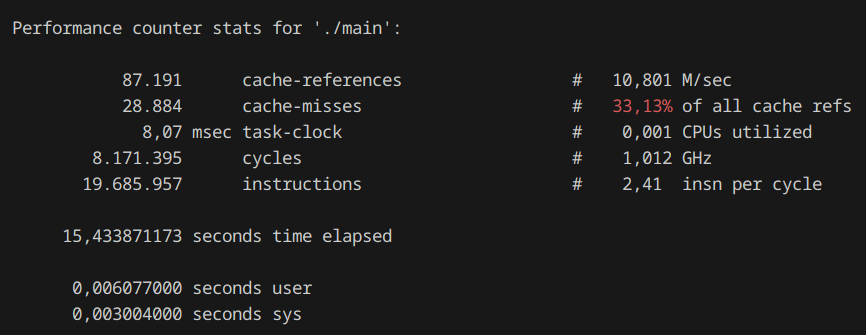 Performance counter stats for './main':
87.191 cache-references # 10,801 M/sec
28.884 cache-misses # 33,13% of all cache refs
8,07 msec task-clock # 0,001 CPUs utilized
8.171.395 cycles # 1,012 GHz
19.685.957 instructions # 2,41 insn per cycle
15,433871173 seconds time elapsed
0,006077000 seconds user
0,003004000 seconds sys